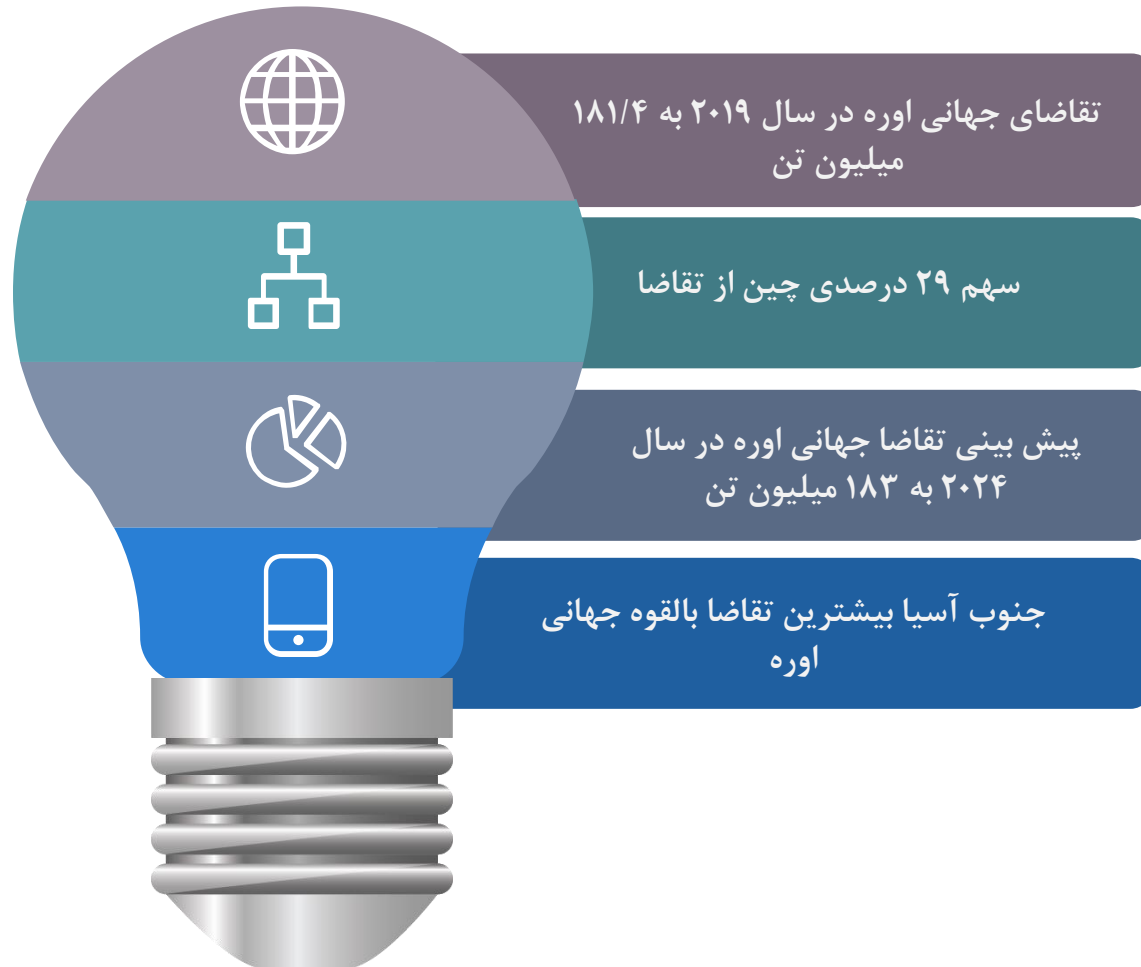 تقاضای جهانی اوره در سال ۲۰۱۹ به ۱۸۱/۴
میلیون تن
سهم ۲۹ درصدی چین از تقاضا
پیش بینی تقاضا جهانی اوره در سال
۲۰۲۴ به ۱۸۳ میلیون تن
جنوب آسیا بیشترین تقاضا بالقوه جهانی
اوره